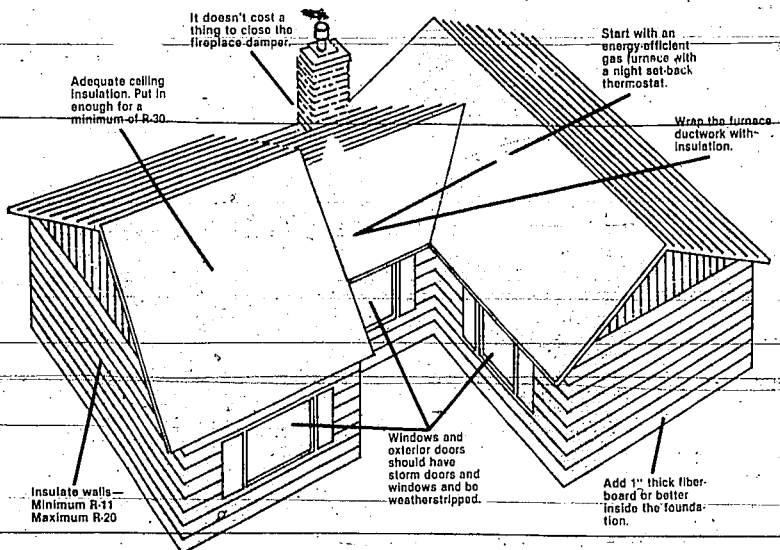 It doesn't cost a
thing to close the
fireplace damper.
Start with an
energy-efficient
gas furnace with
a night set-back
thermostat.
Adequate ceiling
insulation. Put in
enough for a
minimum of R-30.
Wrap the furnace
ductwork with
insulation.
Windows and
exterior doors
should have
storm doors and
windows and be
weatherstripped.
Insulate walls—
Minimum R-11
Maximum R-20
Add 1" thick fiber-
board or better
inside the founda-
tion.